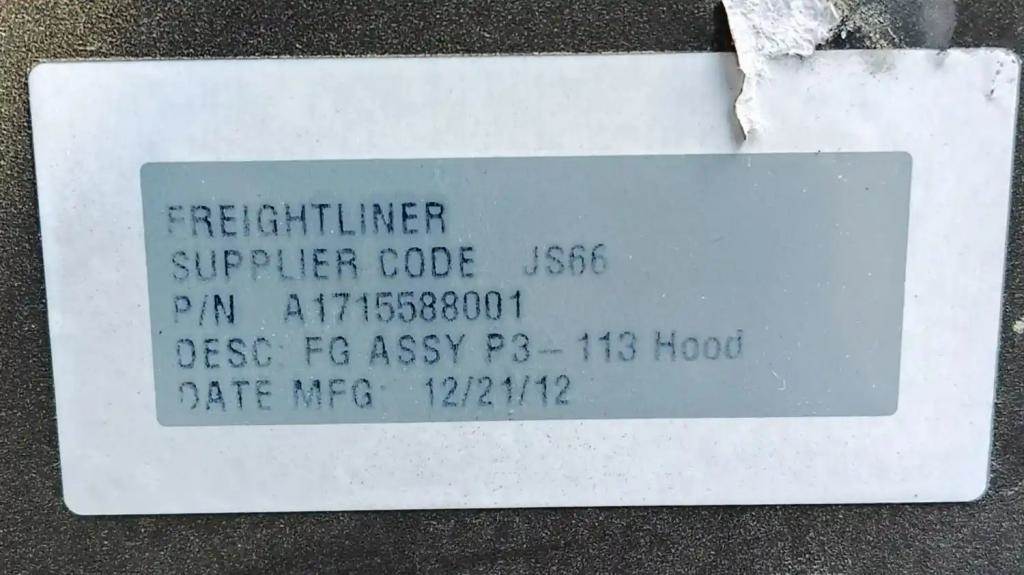 FREIGHTLINER
SUPPLIER CODE JS66
P/N A1715588001
DESC: FG ASSY P3-113 Hood
DATE MFG: 12/21/12